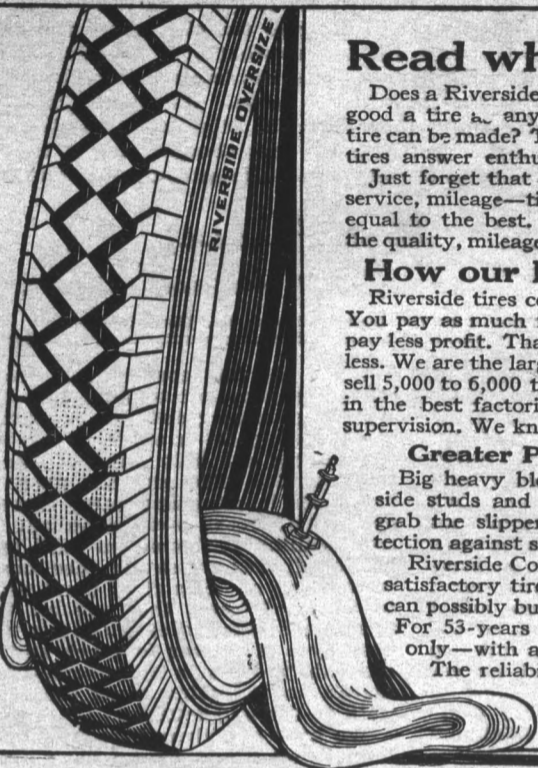 RIVERSIDE OVERSIZE
Read wh
Does a Riverside
good a tire as any
tire can be made? T
tires answer enthu
Just forget that
service, mileage—ti
equal to the best.
the quality, mileage
How our
Riverside tires co
You pay as much
pay less profit. Tha
less. We are the larg
sell 5,000 to 6,000 t
in the best factori
supervision. We kn
Greater P
Big heavy blo
side studs and
grab the slipper
tection against s
Riverside Co
satisfactory tire
can possibly bu
For 53-years
only—with a
The reliab